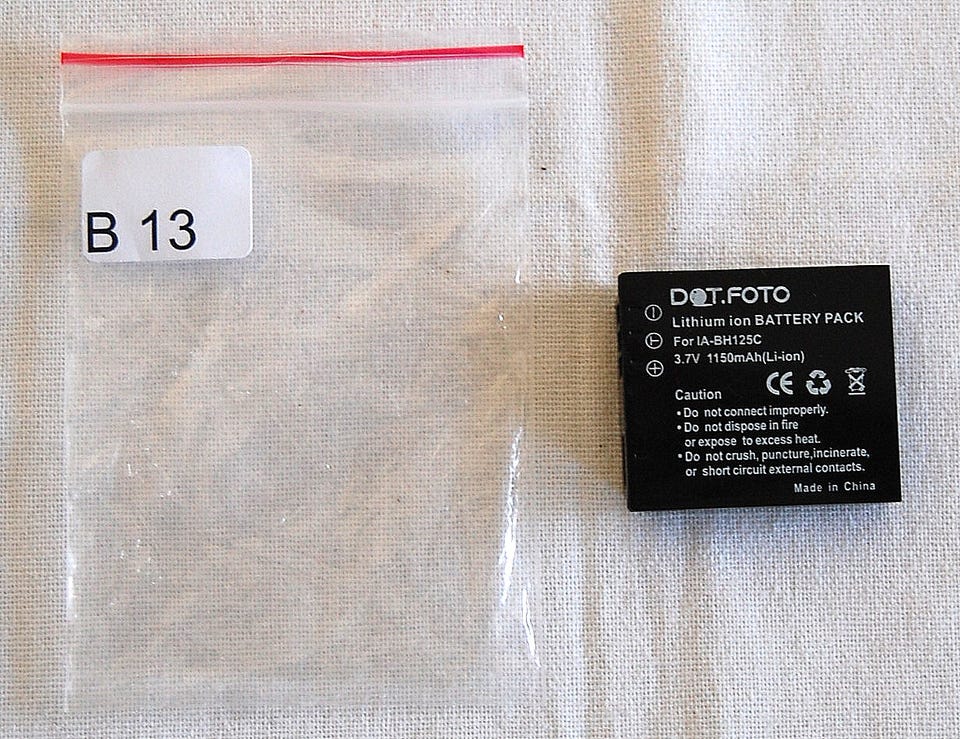 B 13
DOT.FOTO
Lithium ion BATTERY PACK
For IA-BH125C
3.7V 1150mAh(Li-ion)
CE
Caution
•Do not connect improperly.
•Do not dispose in fire
or expose to excess heat.
•Do not crush, puncture,incinerate,
or short circuit external contacts.
Made in China